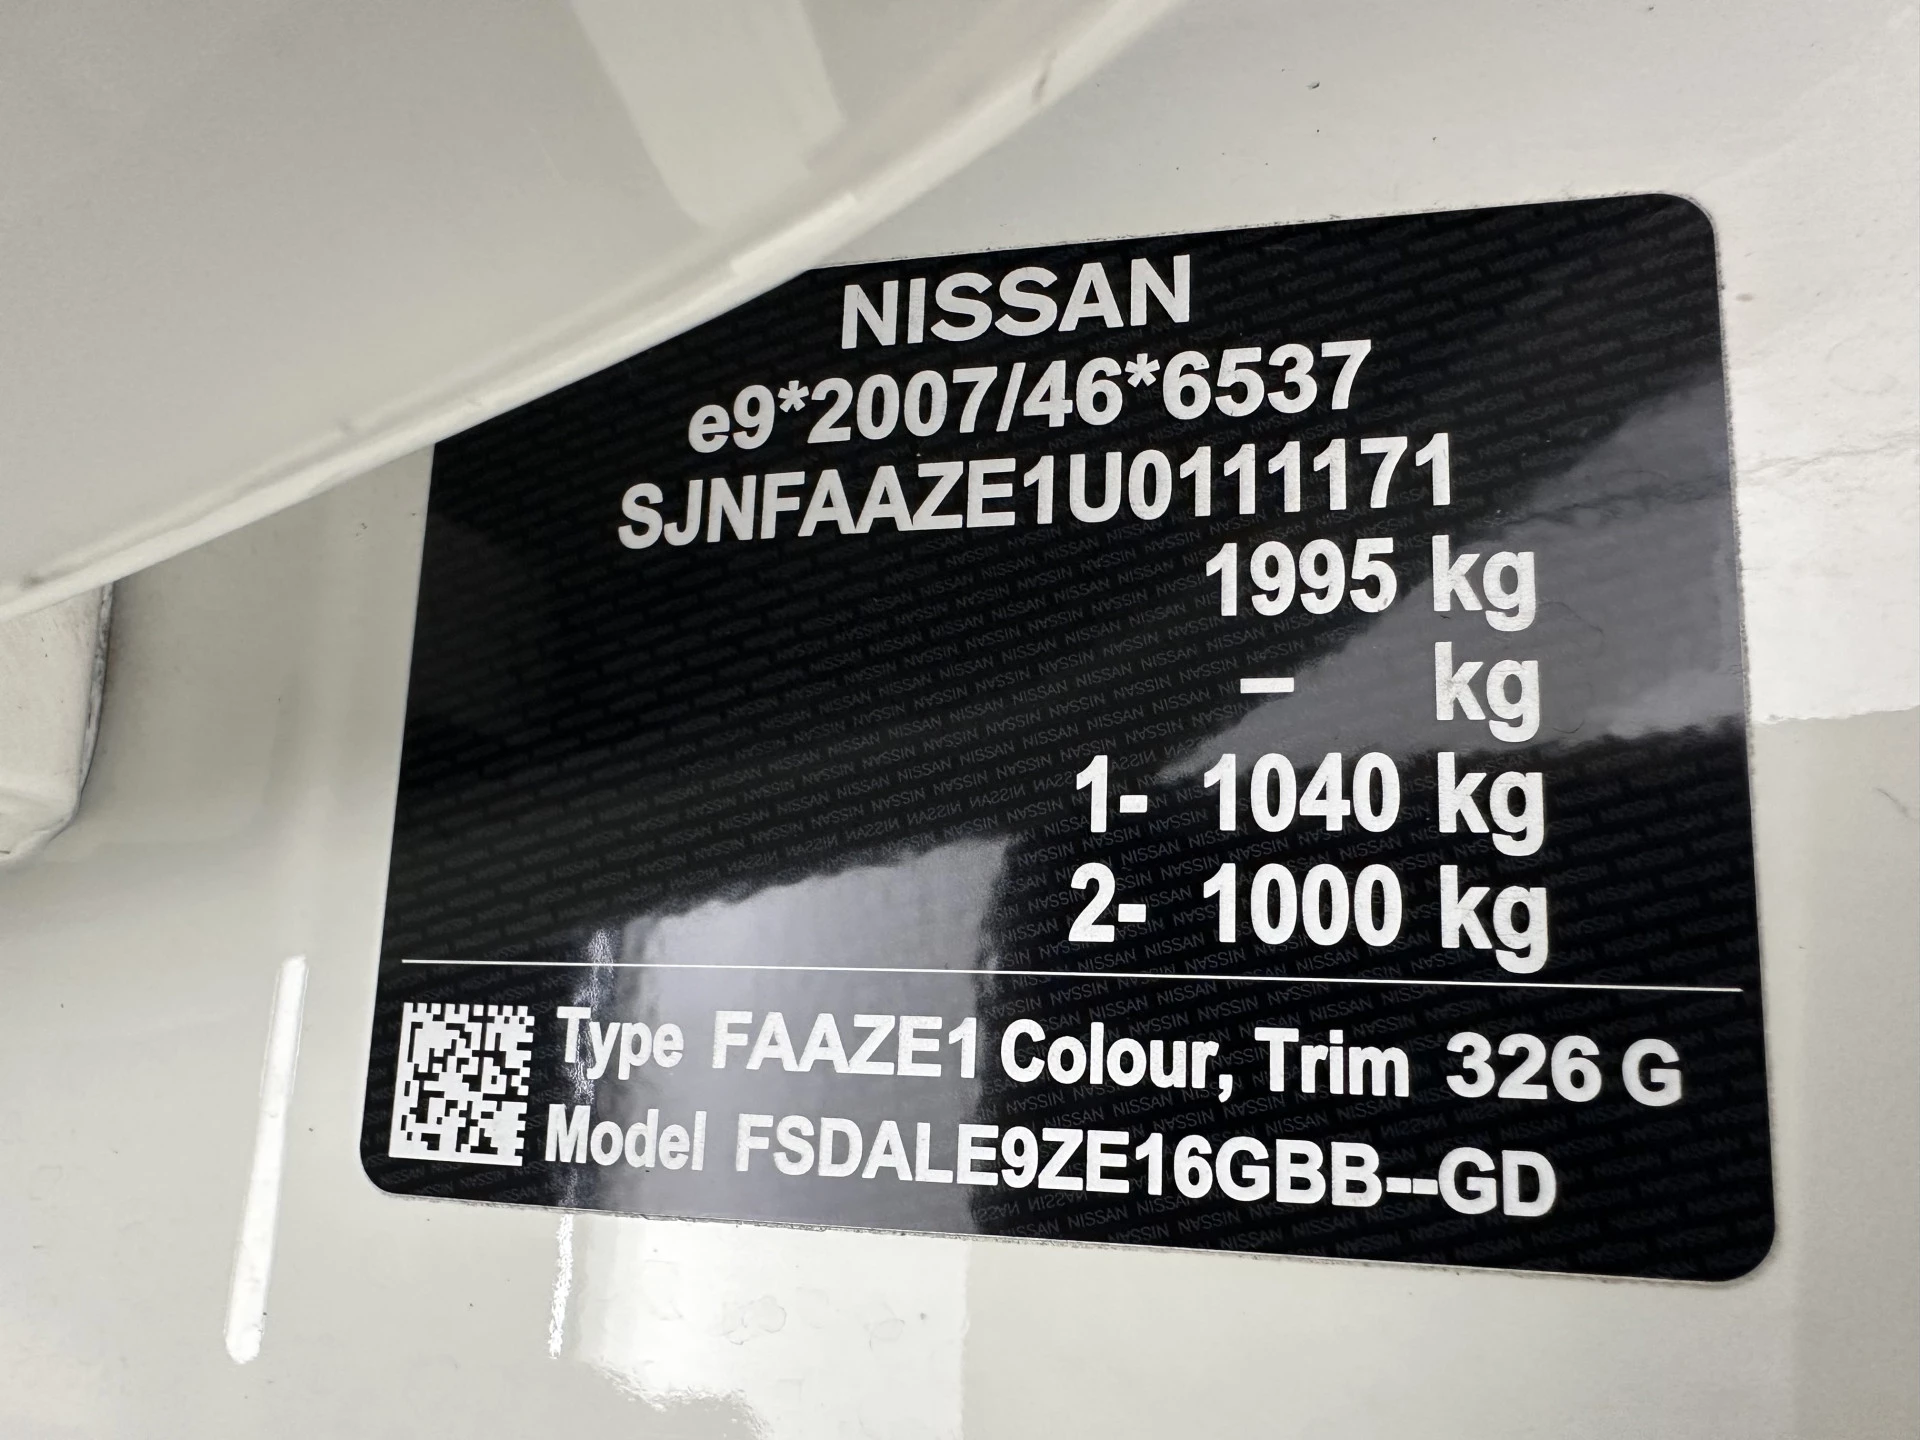 NISSAN
e9*2007/46*6537
SJNFAAZE1U0111171
1995 kg
– kg
1- 1040 kg
2- 1000 kg
Type FAAZE1 Colour, Trim 326 G
Model FSDALE9ZE16GBB--GD